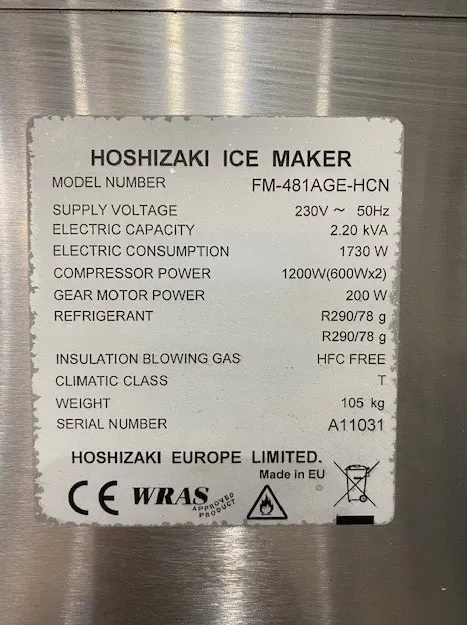 HOSHIZAKI ICE MAKER
MODEL NUMBER FM-481AGE-HCN
SUPPLY VOLTAGE 230V ~ 50Hz
ELECTRIC CAPACITY 2.20 kVA
ELECTRIC CONSUMPTION 1730 W
COMPRESSOR POWER 1200W(600Wx2)
GEAR MOTOR POWER 200 W
REFRIGERANT R290/78 g
R290/78 g
INSULATION BLOWING GAS HFC FREE
CLIMATIC CLASS T
WEIGHT 105 kg
SERIAL NUMBER A11031
HOSHIZAKI EUROPE LIMITED.
Made in EU
CE WRAS APPROVED PRODUCT